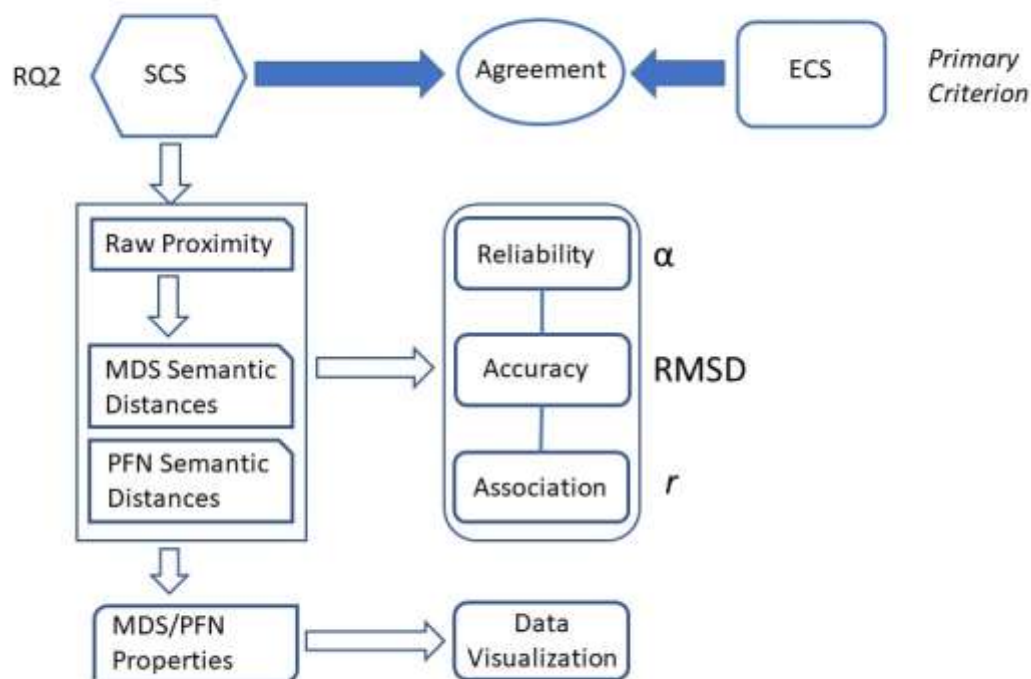 RQ2
SCS
Agreement
ECS
Primary
Criterion
Raw Proximity
MDS Semantic
Distances
PFN Semantic
Distances
Reliability
α
Accuracy
RMSD
Association
r
MDS/PFN
Properties
Data
Visualization